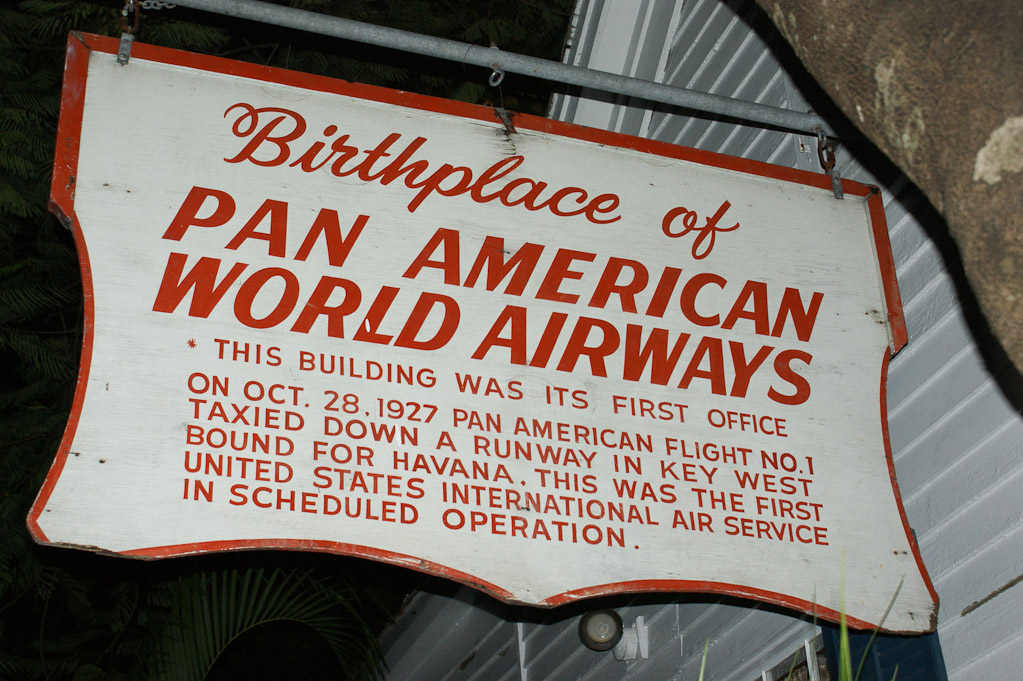 Birthplace of
PAN AMERICAN
WORLD AIRWAYS
* THIS BUILDING WAS ITS FIRST OFFICE
ON OCT. 28, 1927 PAN AMERICAN FLIGHT NO. 1
TAXIED DOWN A RUNWAY IN KEY WEST
BOUND FOR HAVANA. THIS WAS THE FIRST
UNITED STATES INTERNATIONAL AIR SERVICE
IN SCHEDULED OPERATION.